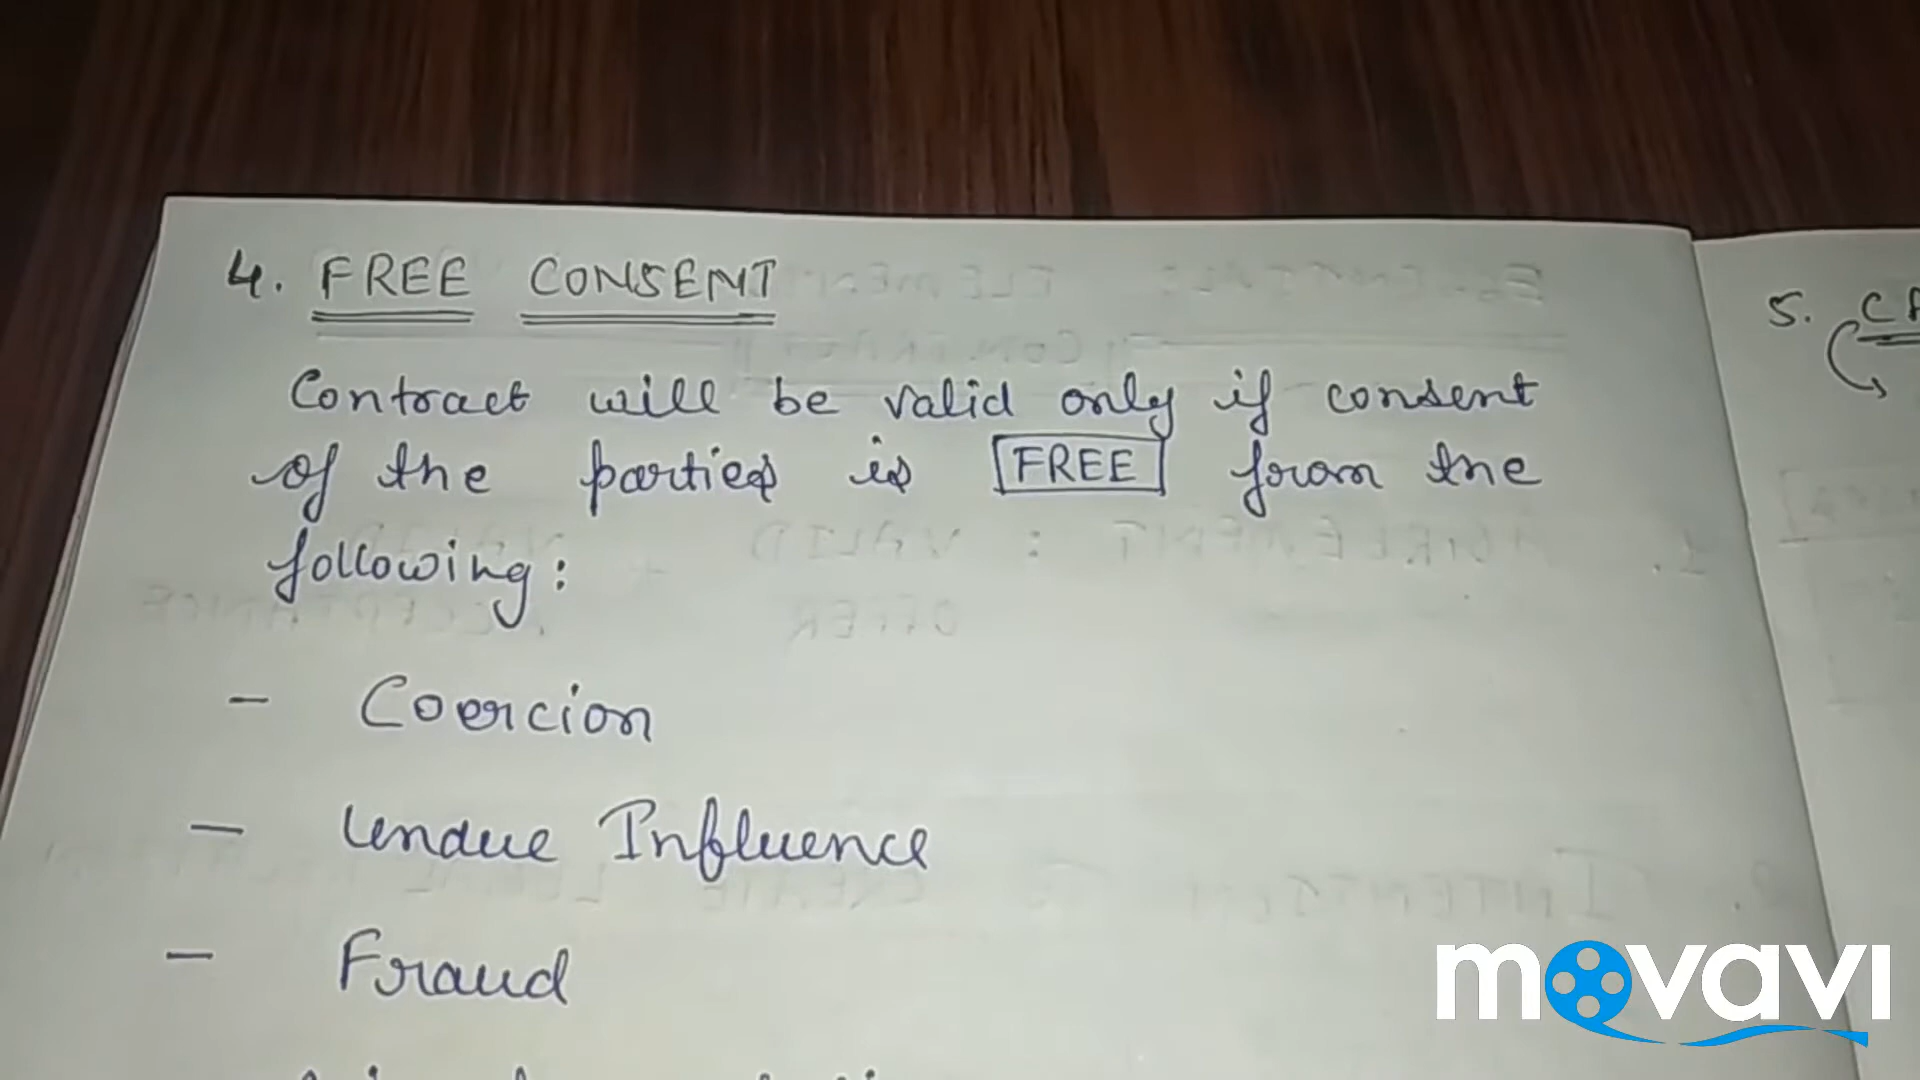 4. FREE CONSENT
Contract will be valid only if consent
of the parties is FREE from the
following:
- Coercion
- Undue Influence
- Fraud
5.
movavi